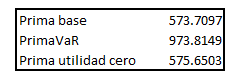 Prima base 573.7097
PrimaVaR 973.8149
Prima utilidad cero 575.6503